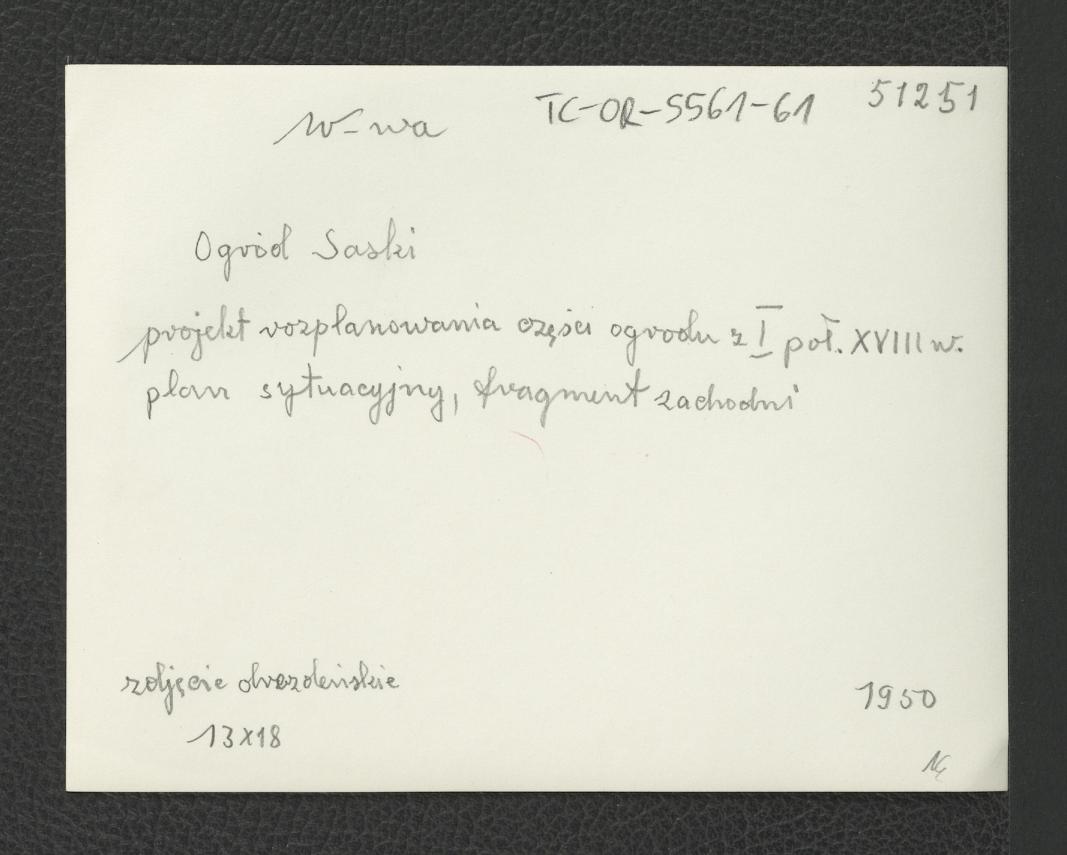 W-wa TC-OR-5561-61 51251
Ogród Saski
projekt rozplanowania części ogrodu z I poł. XVIII w.
plan sytuacyjny, fragment zachodni
zdjęcie drezdeńskie 1950
13x18